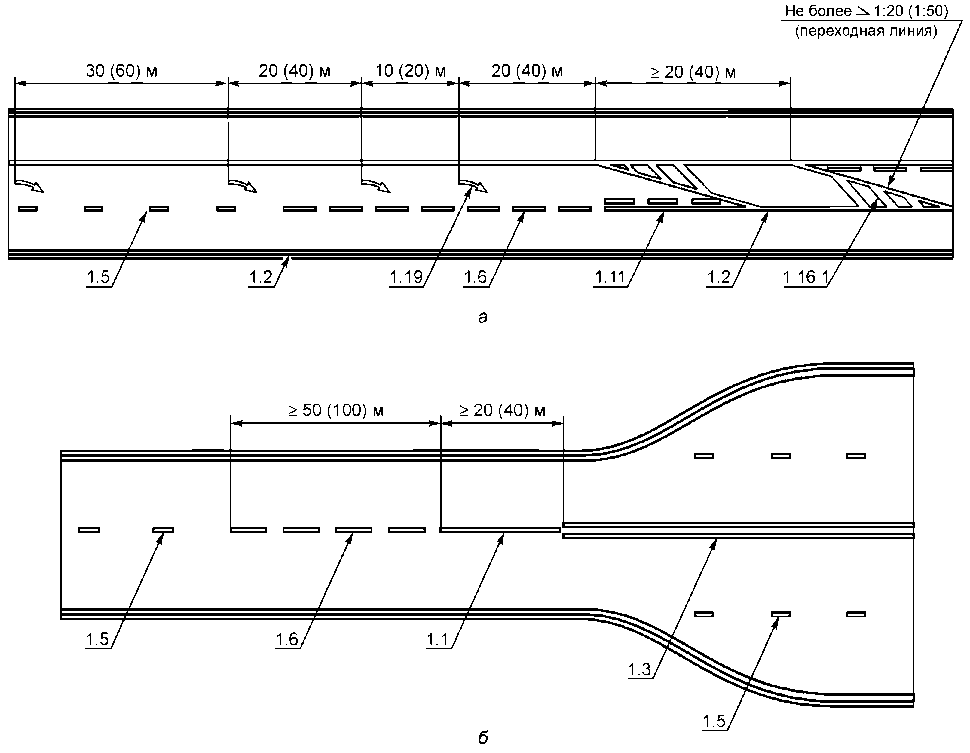 Не более ⦣ 1:20 (1:50)
(переходная линия)
30 (60) м
20 (40) м
10 (20) м
20 (40) м
≥ 20 (40) м
1.5
1.2
1.19
1.6
1.11
1.2
1.16 1
а
≥ 50 (100) м
≥ 20 (40) м
1.5
1.6
1.1
1.3
1.5
б